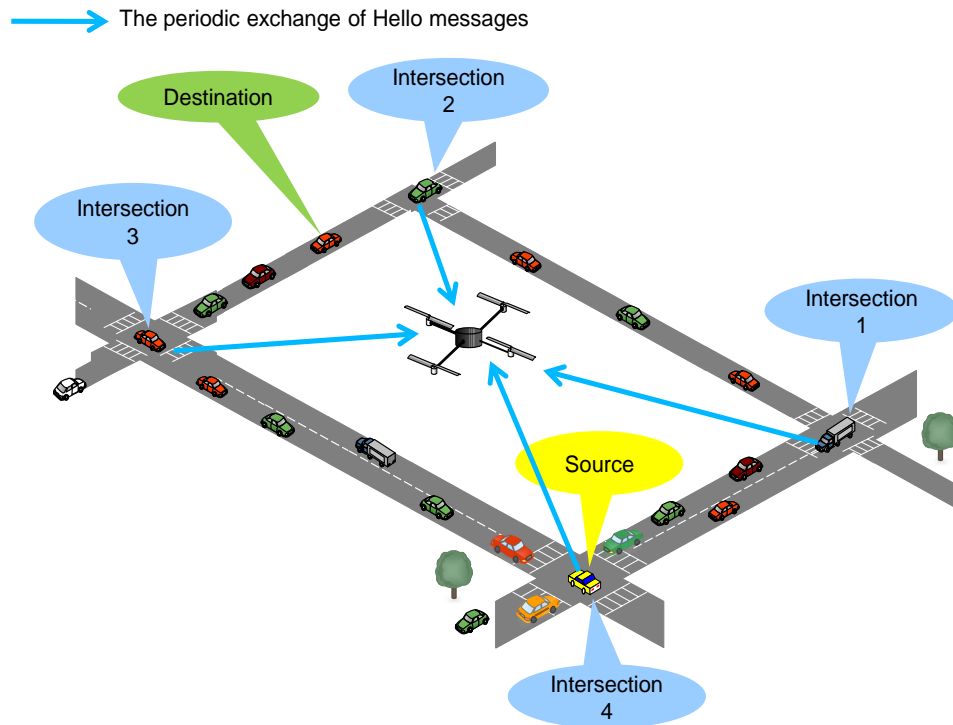 The periodic exchange of Hello messages
Intersection
2
Destination
Intersection
3
Intersection
1
Source
Intersection
4